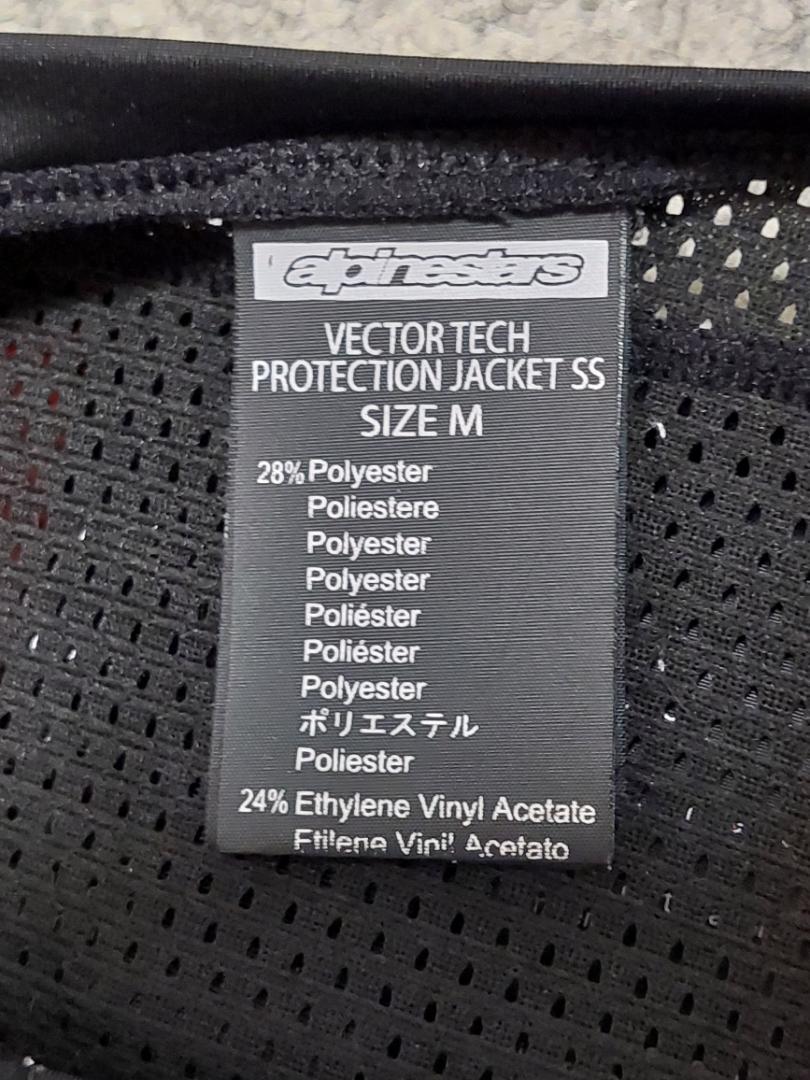 alpinestars
VECTOR TECH
PROTECTION JACKET SS
SIZE M
28% Polyester
Poliestere
Polyester
Polyester
Poliéster
Poliéster
Polyester
ポリエステル
Poliester
24% Ethylene Vinyl Acetate
Etilene Vinil Acetato